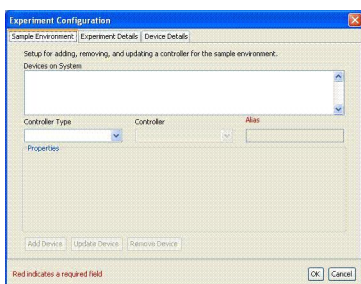 Experiment Configuration
Sample Environment Experiment Details Device Details
Setup for adding, removing, and updating a controller for the sample environment.
Devices on System
Controller Type Controller Alias
Properties
Add Device Update Device Remove Device
Red indicates a required field OK Cancel